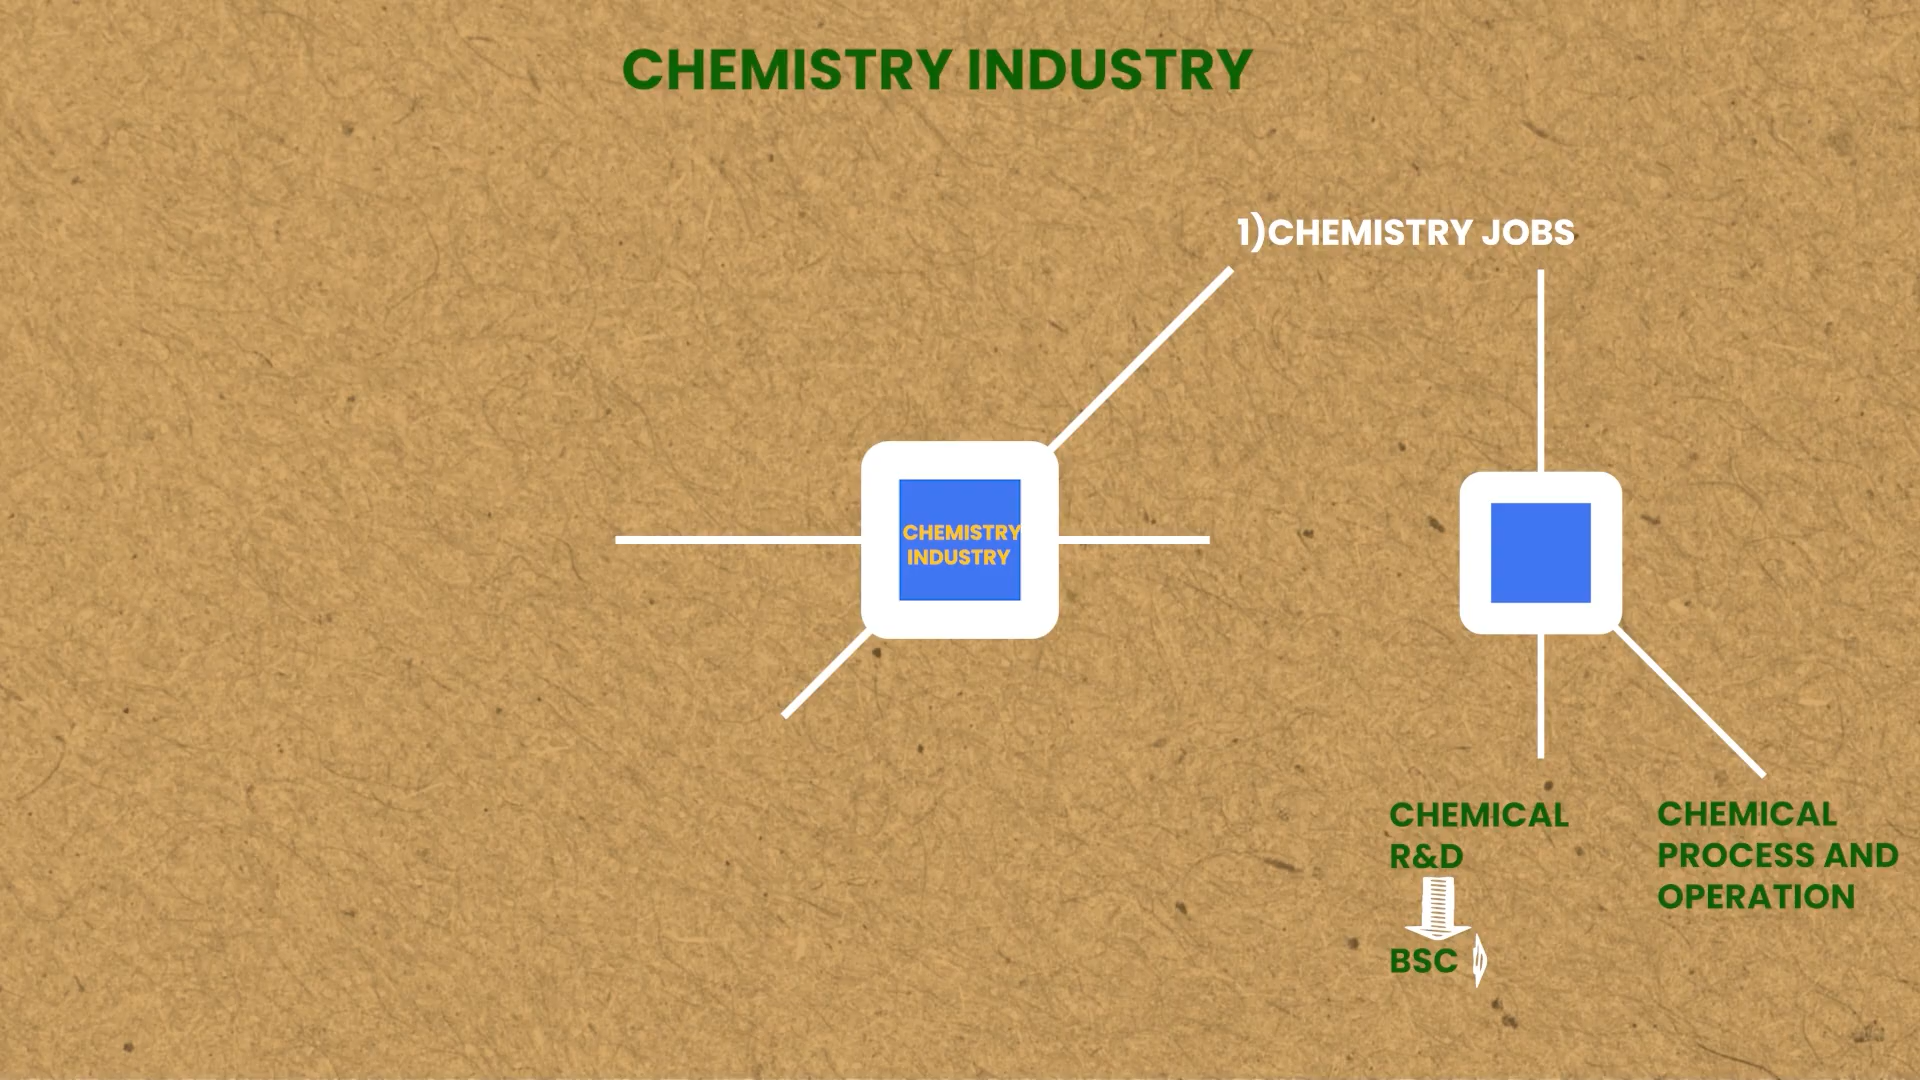 CHEMISTRY INDUSTRY
1)CHEMISTRY JOBS
CHEMISTRY
INDUSTRY
CHEMICAL
R&D
BSC
CHEMICAL
PROCESS AND
OPERATION